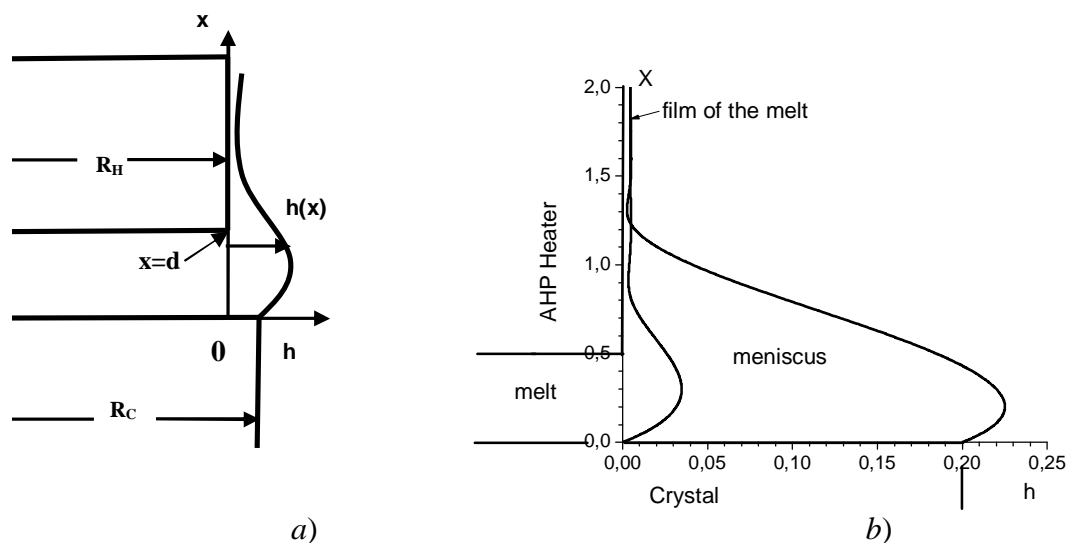 x
R_H
h(x)
x=d
0
h
R_C
a)
X
2,0
film of the melt
1,5
AHP Heater
1,0
meniscus
0,5
melt
0,0
0,00 0,05 0,10 0,15 0,20 0,25
Crystal
h
b)